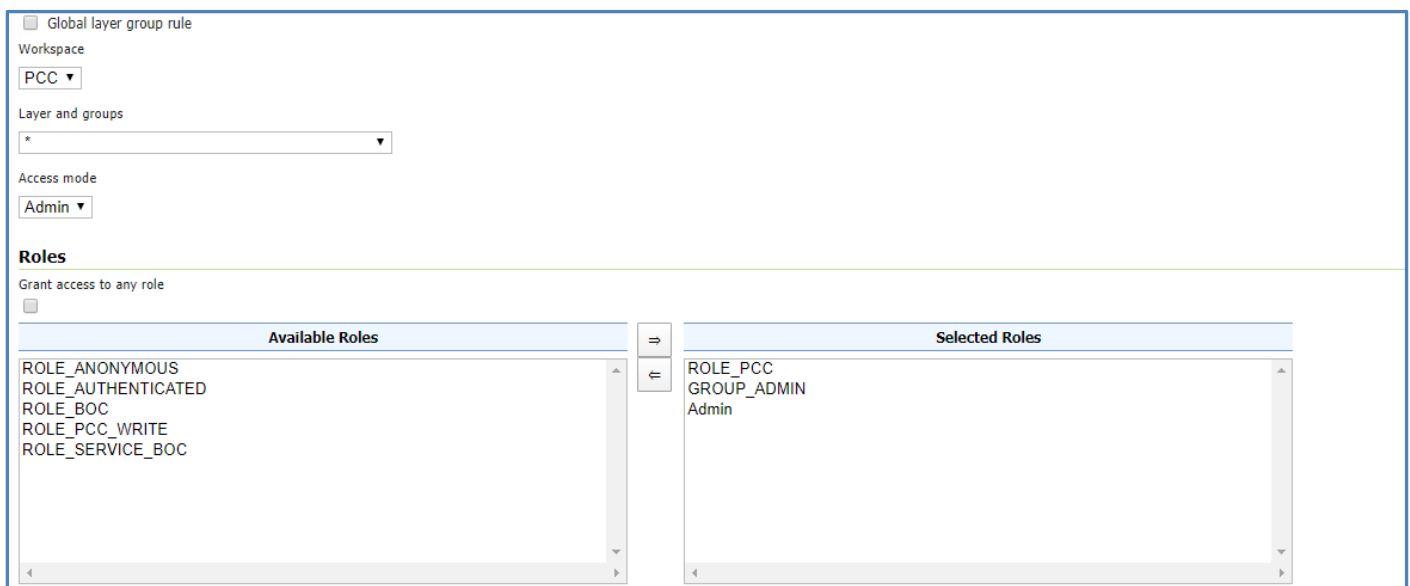 Global layer group rule
Workspace
PCC
Layer and groups
*
Access mode
Admin
Roles
Grant access to any role
Available Roles
Selected Roles
ROLE_ANONYMOUS
ROLE_AUTHENTICATED
ROLE_BOC
ROLE_PCC_WRITE
ROLE_SERVICE_BOC
ROLE_PCC
GROUP_ADMIN
Admin